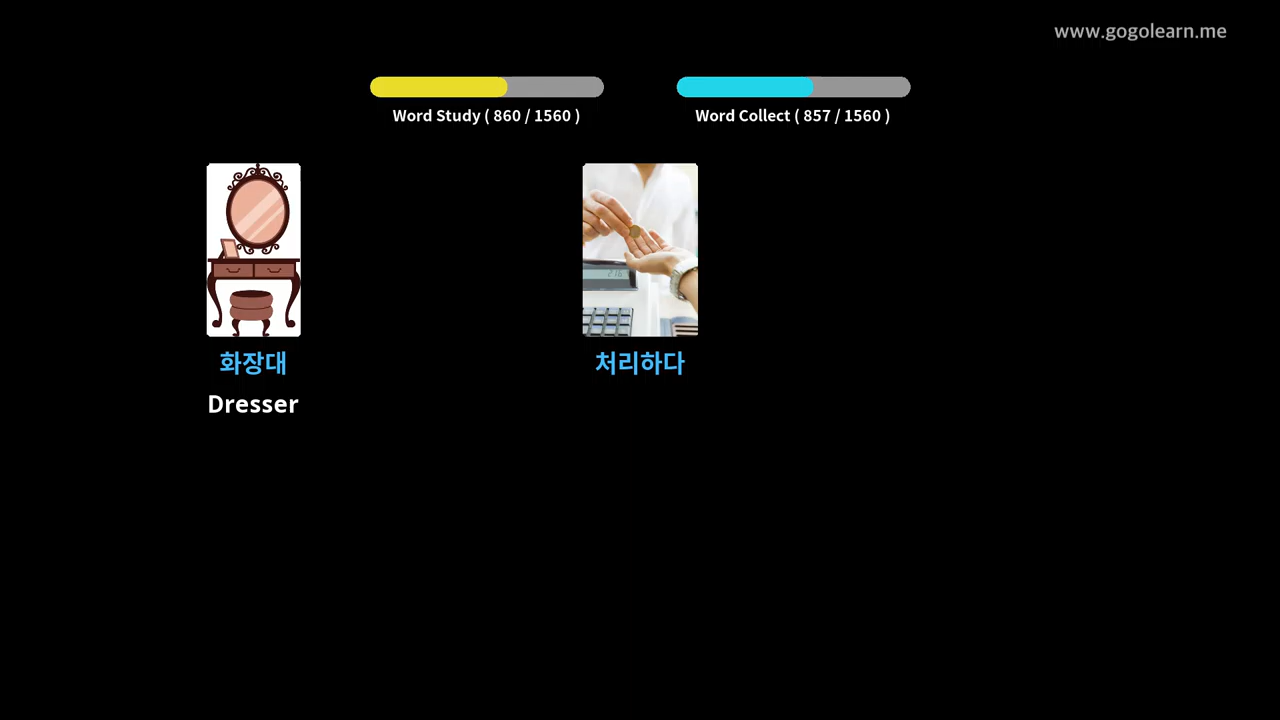 www.gogolearn.me
Word Study ( 860 / 1560 )
Word Collect ( 857 / 1560 )
화장대
Dresser
처리하다